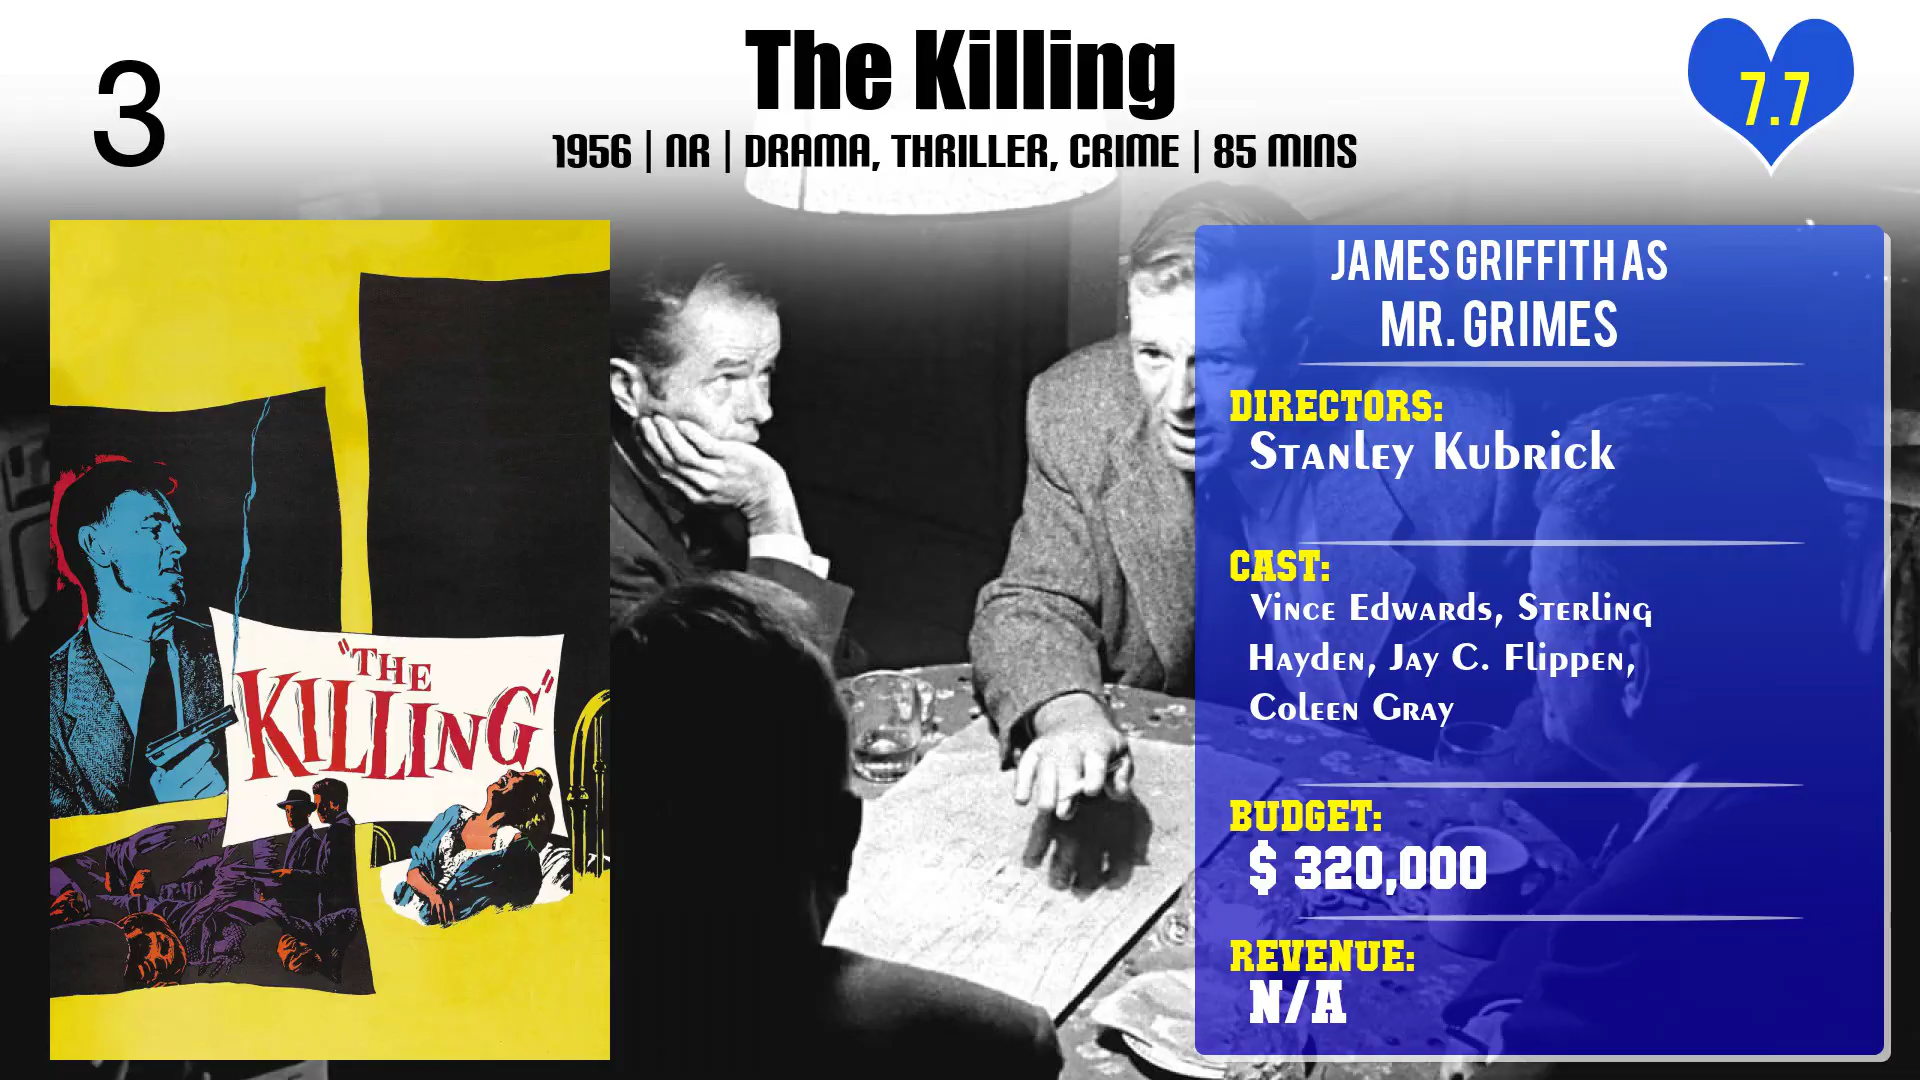 3
The Killing
1956 | NR | DRAMA, THRILLER, CRIME | 85 MINS
7.7
"THE
KILLING"
JAMES GRIFFITH AS
MR. GRIMES
DIRECTORS:
Stanley Kubrick
CAST:
Vince Edwards, Sterling
Hayden, Jay C. Flippen,
Coleen Gray
BUDGET:
$ 320,000
REVENUE:
N/A